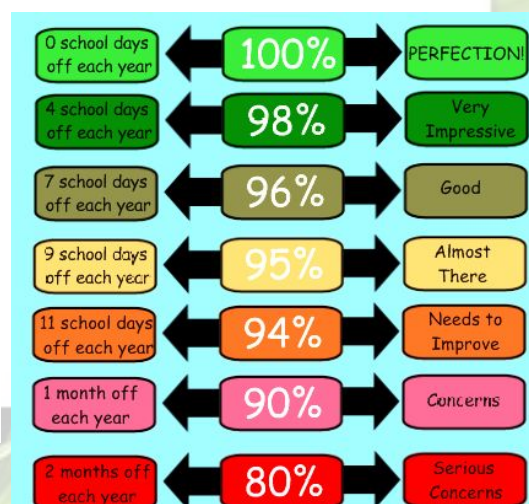 0 school days
off each year
100%
PERFECTION!
4 school days
off each year
98%
Very
Impressive
7 school days
off each year
96%
Good
9 school days
off each year
95%
Almost
There
11 school days
off each year
94%
Needs to
Improve
1 month off
each year
90%
Concerns
2 months off
each year
80%
Serious
Concerns